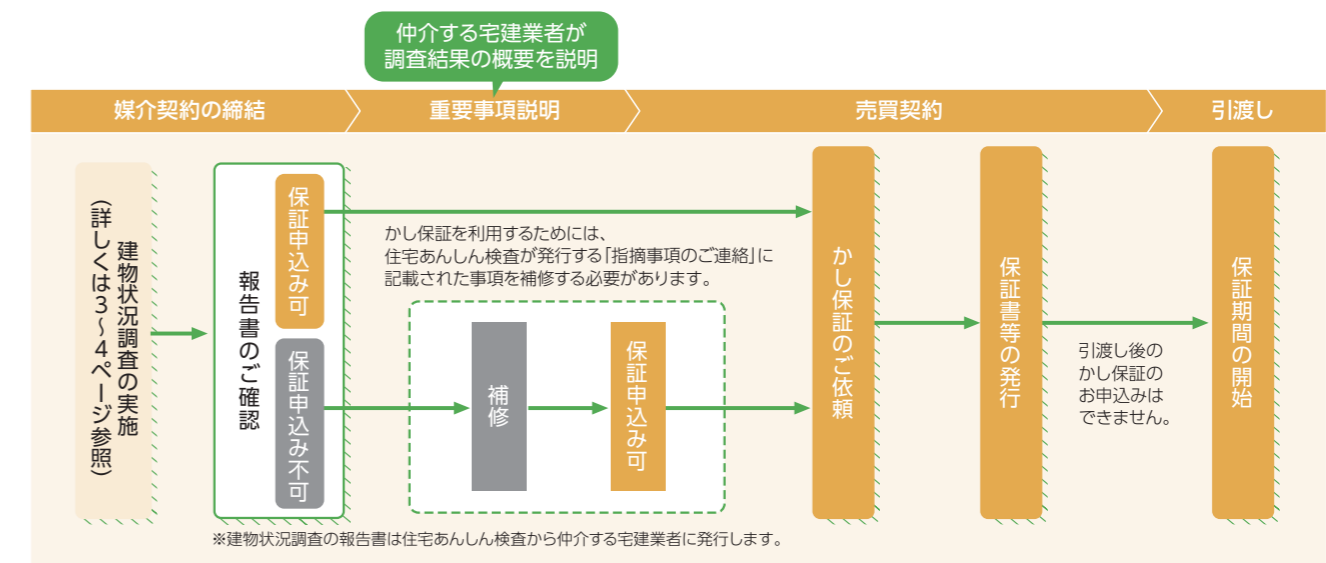 仲介する宅建業者が
調査結果の概要を説明
媒介契約の締結
重要事項説明
売買契約
引渡し
建物状況調査の実施
(詳しくは3〜4ページ参照)
報告書のご確認
保証申込み可
保証申込み不可
かし保証を利用するためには、
住宅あんしん検査が発行する「指摘事項のご連絡」に
記載された事項を補修する必要があります。
補修
保証申込み可
かし保証のご依頼
保証書等の発行
引渡し後の
かし保証の
お申込みは
できません。
保証期間の開始
※建物状況調査の報告書は住宅あんしん検査から仲介する宅建業者に発行します。